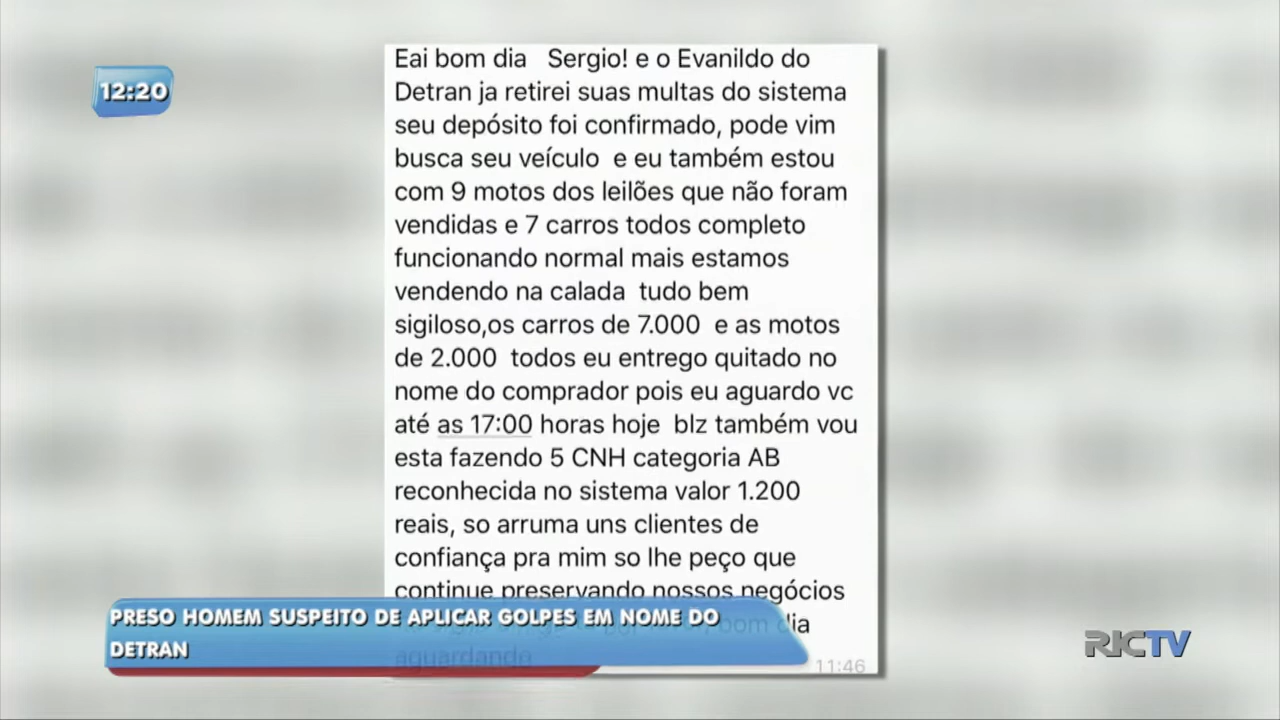 12:20
Eai bom dia Sergio! e o Evanildo do
Detran ja retirei suas multas do sistema
seu depósito foi confirmado, pode vim
busca seu veículo e eu também estou
com 9 motos dos leilões que não foram
vendidas e 7 carros todos completo
funcionando normal mais estamos
vendendo na calada tudo bem
sigiloso,os carros de 7.000 e as motos
de 2.000 todos eu entrego quitado no
nome do comprador pois eu aguardo vc
até as 17:00 horas hoje blz também vou
esta fazendo 5 CNH categoria AB
reconhecida no sistema valor 1.200
reais, so arruma uns clientes de
confiança pra mim so lhe peço que
continue preservando nossos negócios
bom dia
aguardando
11:46
PRESO HOMEM SUSPEITO DE APLICAR GOLPES EM NOME DO
DETRAN
RICTV